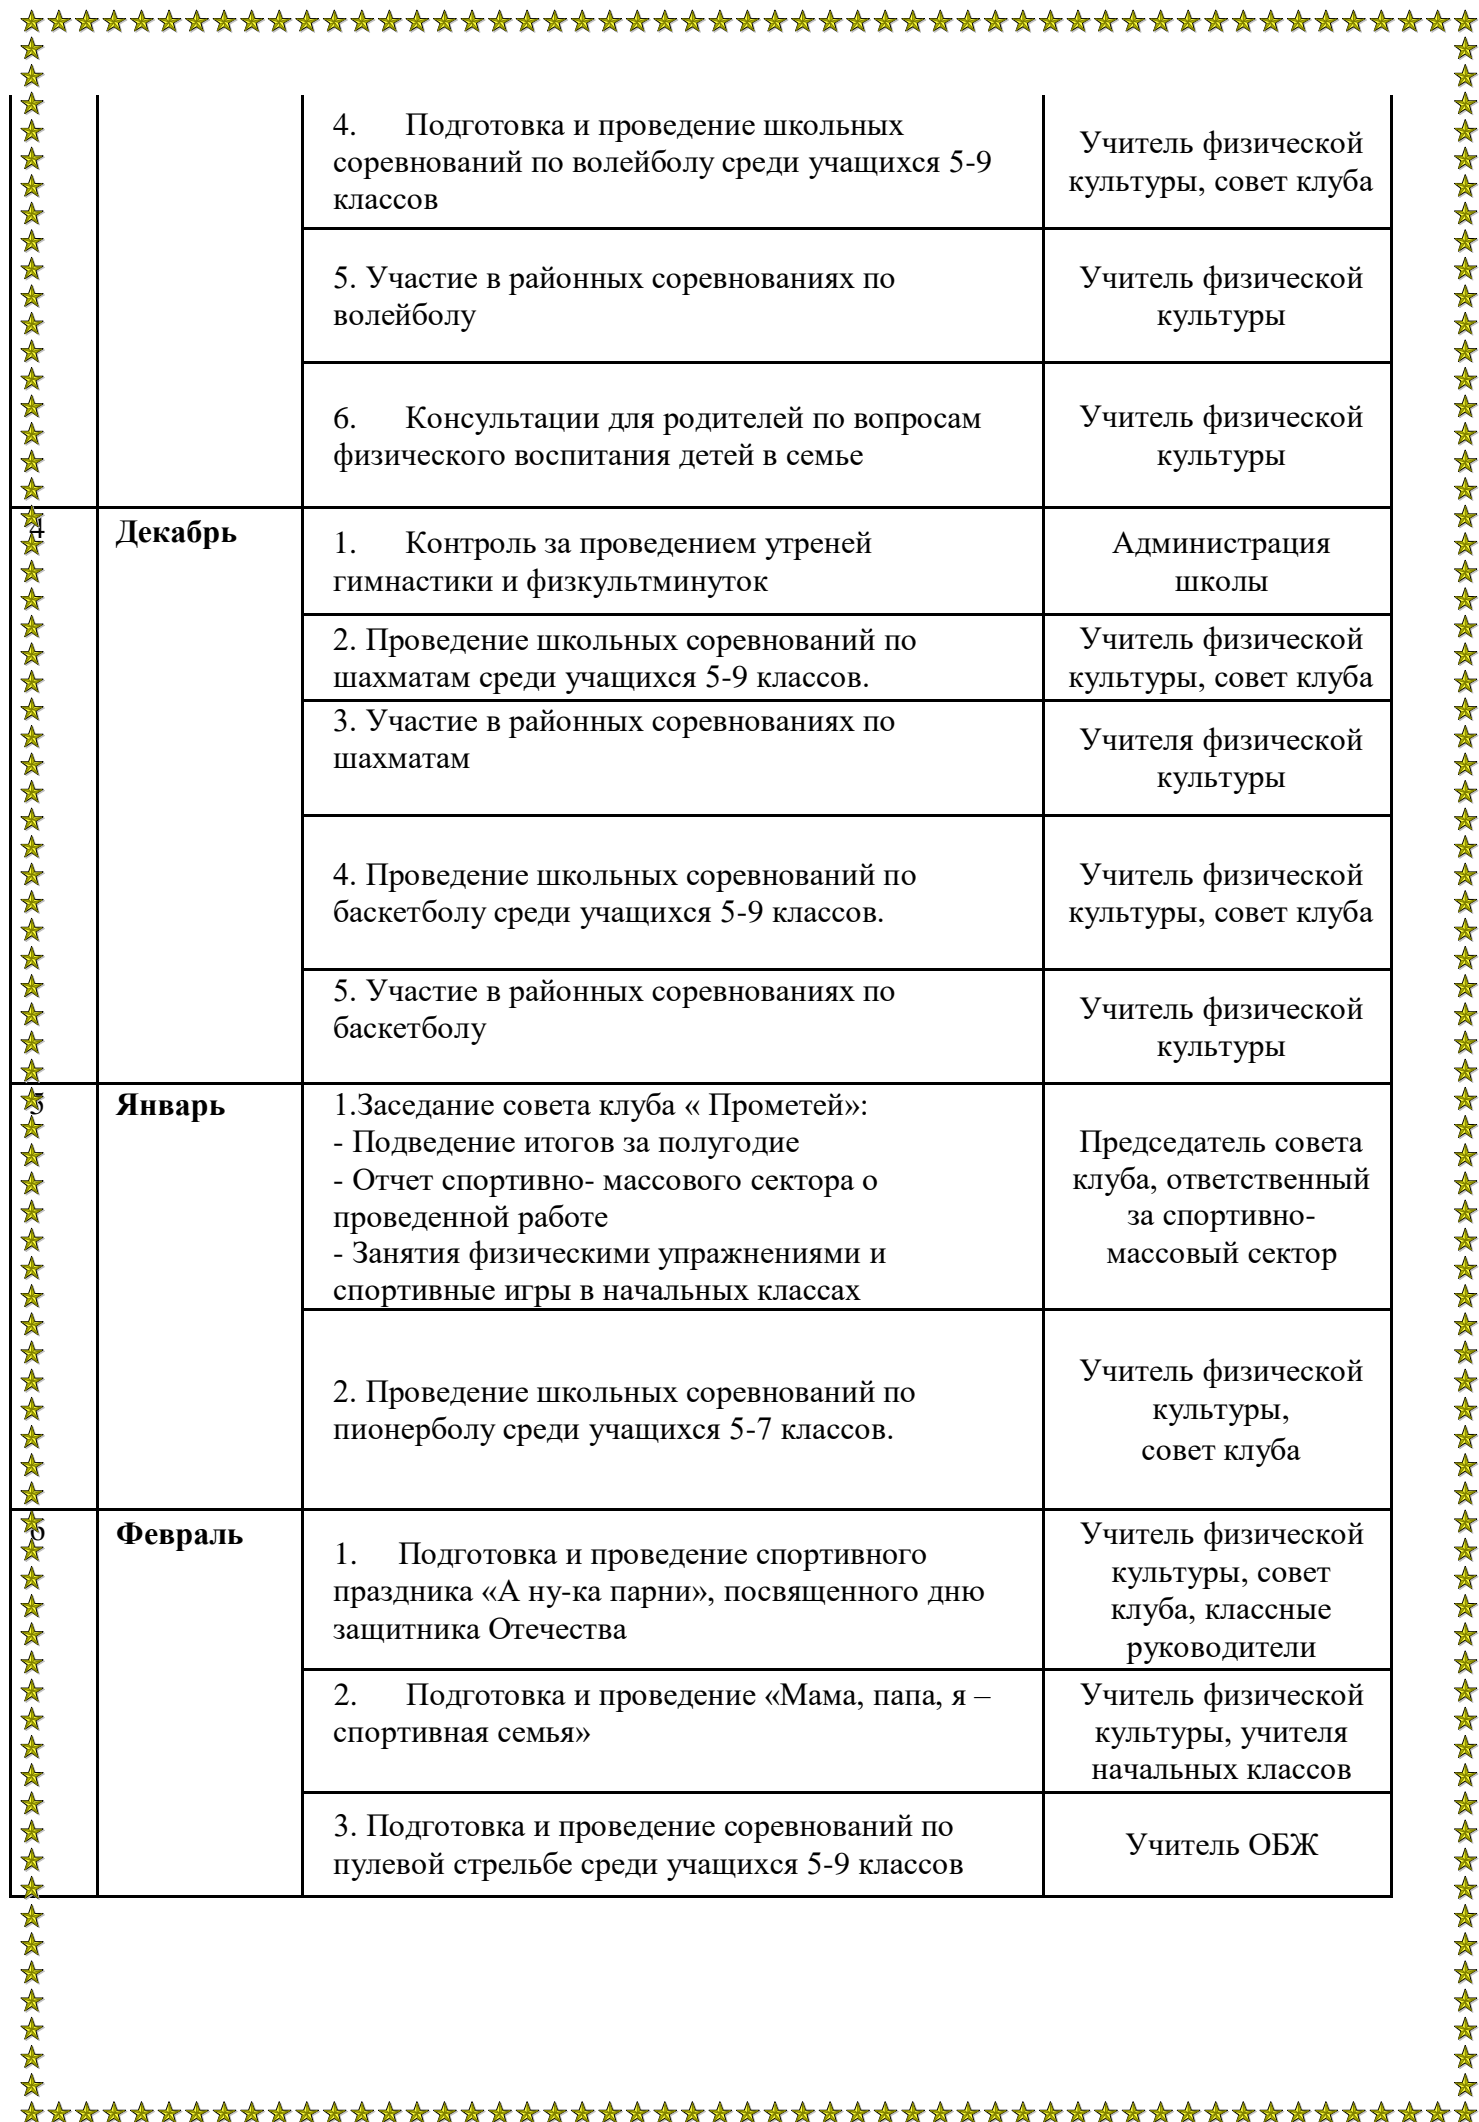 4. Подготовка и проведение школьных
соревнований по волейболу среди учащихся 5-9
классов
Учитель физической
культуры, совет клуба
5. Участие в районных соревнованиях по
волейболу
Учитель физической
культуры
6. Консультации для родителей по вопросам
физического воспитания детей в семье
Учитель физической
культуры
4
Декабрь
1. Контроль за проведением утреней
гимнастики и физкультминуток
Администрация
школы
2. Проведение школьных соревнований по
шахматам среди учащихся 5-9 классов.
Учитель физической
культуры, совет клуба
3. Участие в районных соревнованиях по
шахматам
Учителя физической
культуры
4. Проведение школьных соревнований по
баскетболу среди учащихся 5-9 классов.
Учитель физической
культуры, совет клуба
5. Участие в районных соревнованиях по
баскетболу
Учитель физической
культуры
5
Январь
1.Заседание совета клуба « Прометей»:
- Подведение итогов за полугодие
- Отчет спортивно- массового сектора о
проведенной работе
- Занятия физическими упражнениями и
спортивные игры в начальных классах
Председатель совета
клуба, ответственный
за спортивно-
массовый сектор
2. Проведение школьных соревнований по
пионерболу среди учащихся 5-7 классов.
Учитель физической
культуры,
совет клуба
6
Февраль
1. Подготовка и проведение спортивного
праздника «А ну-ка парни», посвященного дню
защитника Отечества
Учитель физической
культуры, совет
клуба, классные
руководители
2. Подготовка и проведение «Мама, папа, я –
спортивная семья»
Учитель физической
культуры, учителя
начальных классов
3. Подготовка и проведение соревнований по
пулевой стрельбе среди учащихся 5-9 классов
Учитель ОБЖ